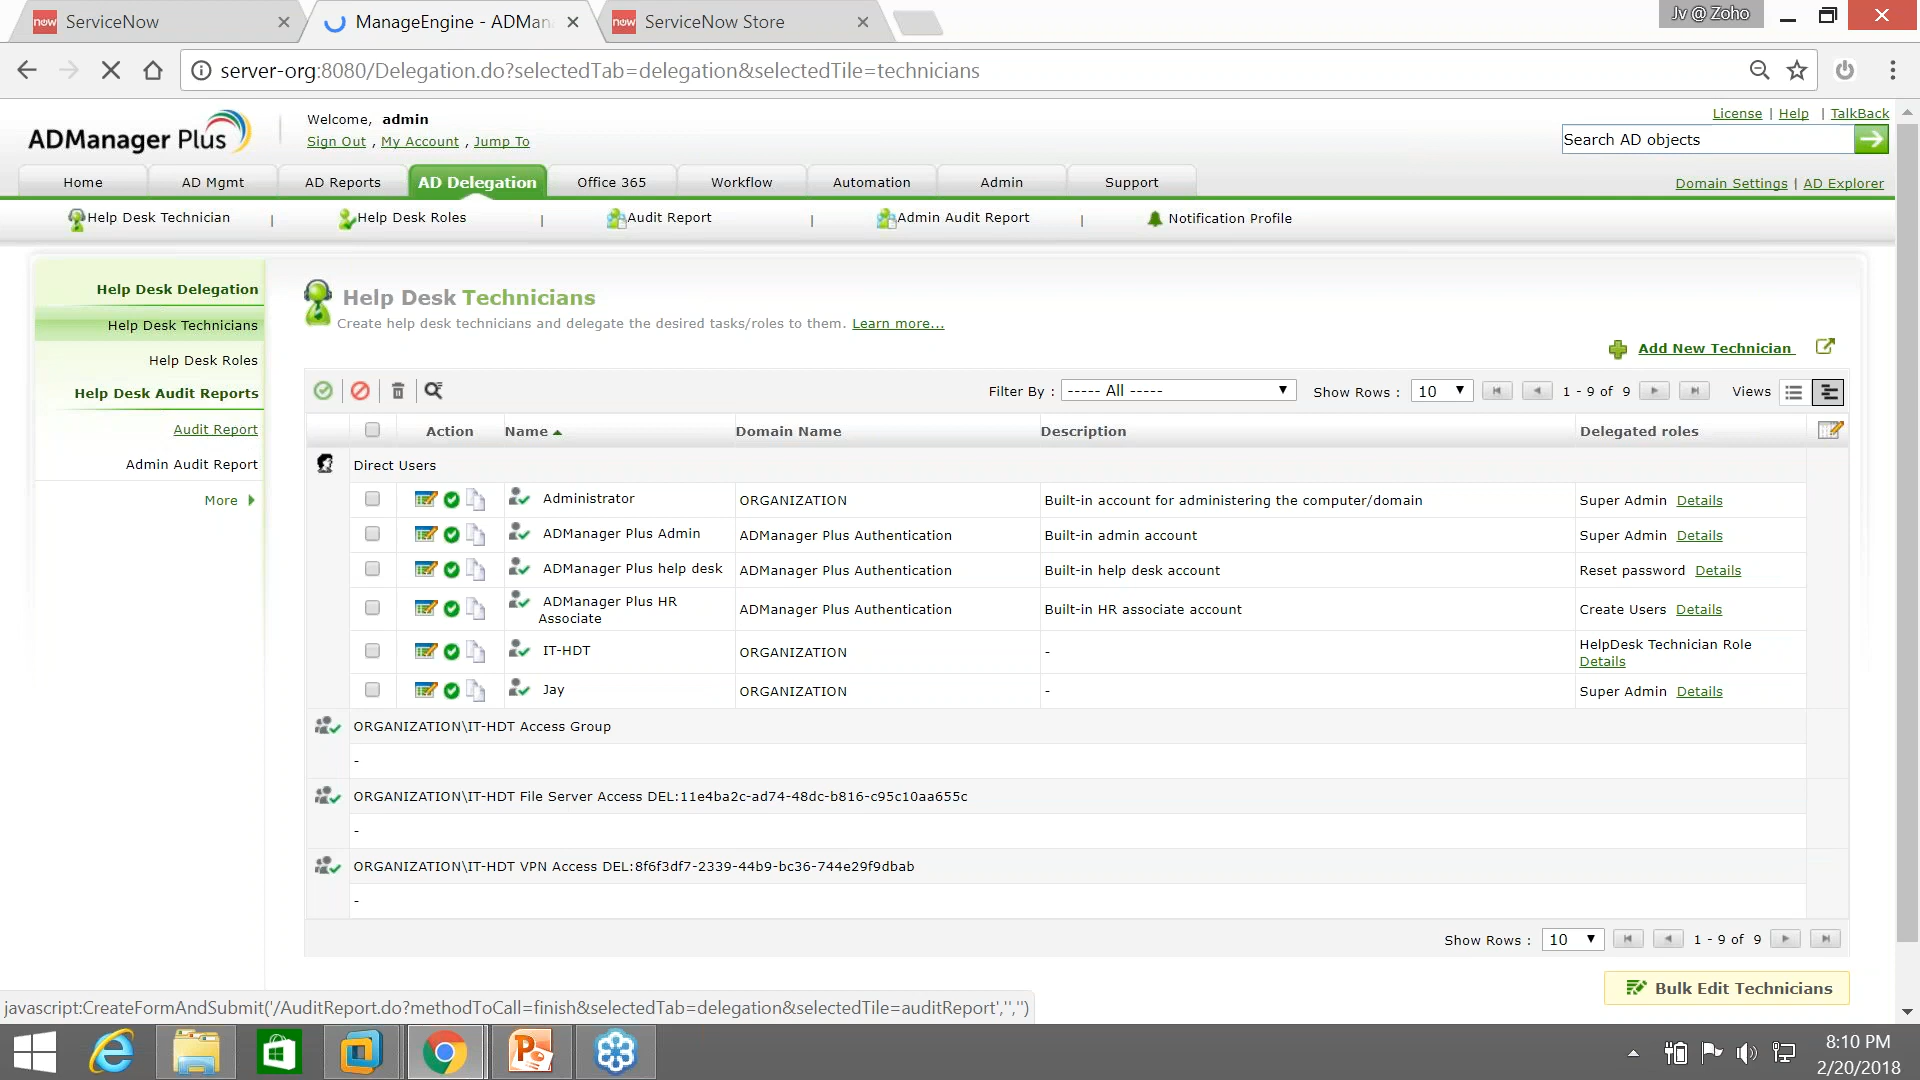 now ServiceNow
ManageEngine - ADMan
now ServiceNow Store
Jv @ Zoho
server-org:8080/Delegation.do?selectedTab=delegation&selectedTile=technicians
ADManager Plus
Welcome, admin
Sign Out , My Account , Jump To
License | Help | TalkBack
Search AD objects
Home AD Mgmt AD Reports AD Delegation Office 365 Workflow Automation Admin Support
Domain Settings | AD Explorer
Help Desk Technician | Help Desk Roles | Audit Report | Admin Audit Report | Notification Profile
Help Desk Delegation
Help Desk Technicians
Help Desk Roles
Help Desk Audit Reports
Audit Report
Admin Audit Report
More
Help Desk Technicians
Create help desk technicians and delegate the desired tasks/roles to them. Learn more...
Add New Technician
Filter By : ----- All ----- Show Rows : 10 1 - 9 of 9 Views
Action Name Domain Name Description Delegated roles
Direct Users
Administrator ORGANIZATION Built-in account for administering the computer/domain Super Admin Details
ADManager Plus Admin ADManager Plus Authentication Built-in admin account Super Admin Details
ADManager Plus help desk ADManager Plus Authentication Built-in help desk account Reset password Details
ADManager Plus HR
Associate ADManager Plus Authentication Built-in HR associate account Create Users Details
IT-HDT ORGANIZATION - HelpDesk Technician Role
Details
Jay ORGANIZATION - Super Admin Details
ORGANIZATION\IT-HDT Access Group
-
ORGANIZATION\IT-HDT File Server Access DEL:11e4ba2c-ad74-48dc-b816-c95c10aa655c
-
ORGANIZATION\IT-HDT VPN Access DEL:8f6f3df7-2339-44b9-bc36-744e29f9dbab
-
Show Rows : 10 1 - 9 of 9
Bulk Edit Technicians
javascript:CreateFormAndSubmit('/AuditReport.do?methodToCall=finish&selectedTab=delegation&selectedTile=auditReport','','')
8:10 PM
2/20/2018